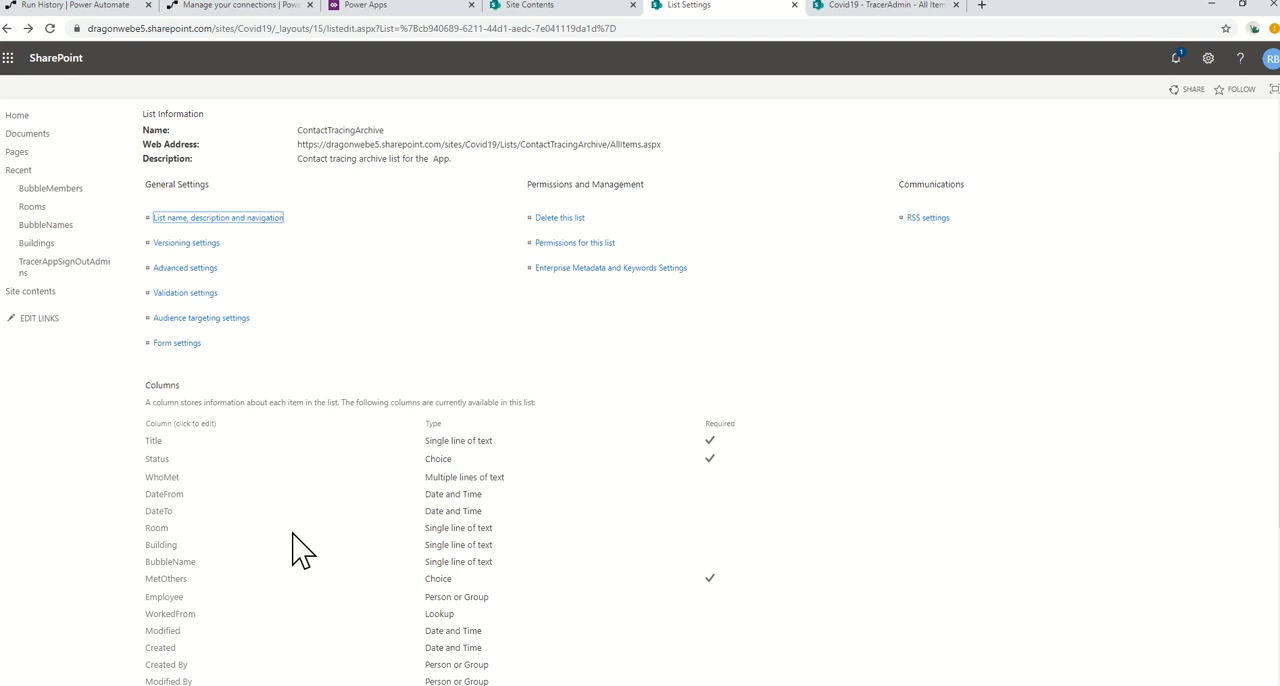 Run History | Power Automate
Manage your connections | Pow
Power Apps
Site Contents
List Settings
Covid19 - TracerAdmin - All Item
dragonwebe5.sharepoint.com/sites/Covid19/_layouts/15/listedit.aspx?List=%7Bcb940689-6211-44d1-aedc-7e041119da1d%7D
SharePoint
1
?
RB
SHARE
FOLLOW
Home
Documents
Pages
Recent
BubbleMembers
Rooms
BubbleNames
Buildings
TracerAppSignOutAdmi
ns
Site contents
EDIT LINKS
List Information
Name: ContactTracingArchive
Web Address: https://dragonwebe5.sharepoint.com/sites/Covid19/Lists/ContactTracingArchive/AllItems.aspx
Description: Contact tracing archive list for the App.
General Settings Permissions and Management Communications
List name, description and navigation Delete this list RSS settings
Versioning settings Permissions for this list
Advanced settings Enterprise Metadata and Keywords Settings
Validation settings
Audience targeting settings
Form settings
Columns
A column stores information about each item in the list. The following columns are currently available in this list:
Column (click to edit) Type Required
Title Single line of text ✓
Status Choice ✓
WhoMet Multiple lines of text
DateFrom Date and Time
DateTo Date and Time
Room Single line of text
Building Single line of text
BubbleName Single line of text
MetOthers Choice ✓
Employee Person or Group
WorkedFrom Lookup
Modified Date and Time
Created Date and Time
Created By Person or Group
Modified By Person or Group